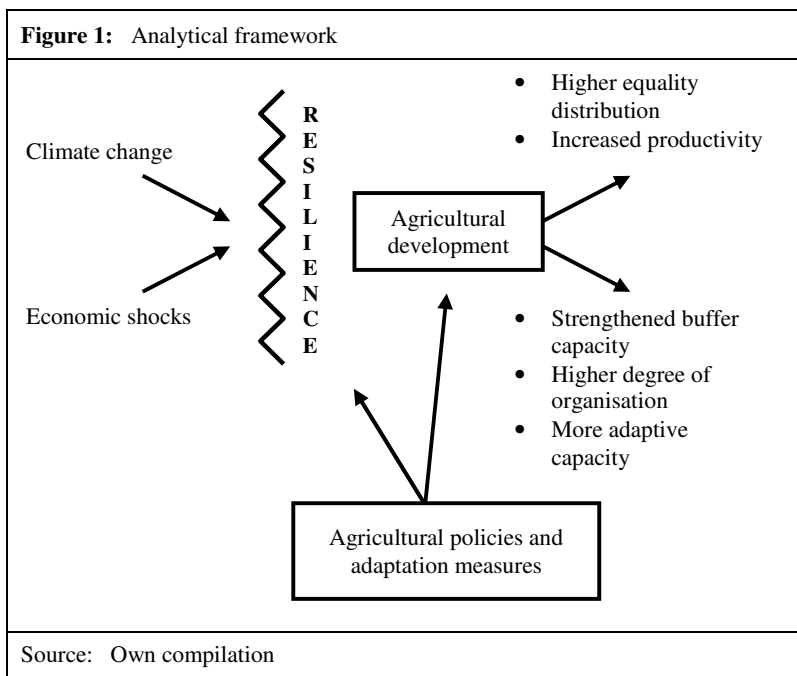 Figure 1: Analytical framework
• Higher equality
distribution
• Increased productivity
Climate change
RESILIENCE
Agricultural
development
Economic shocks
• Strengthened buffer
capacity
• Higher degree of
organisation
• More adaptive
capacity
Agricultural policies and
adaptation measures
Source: Own compilation